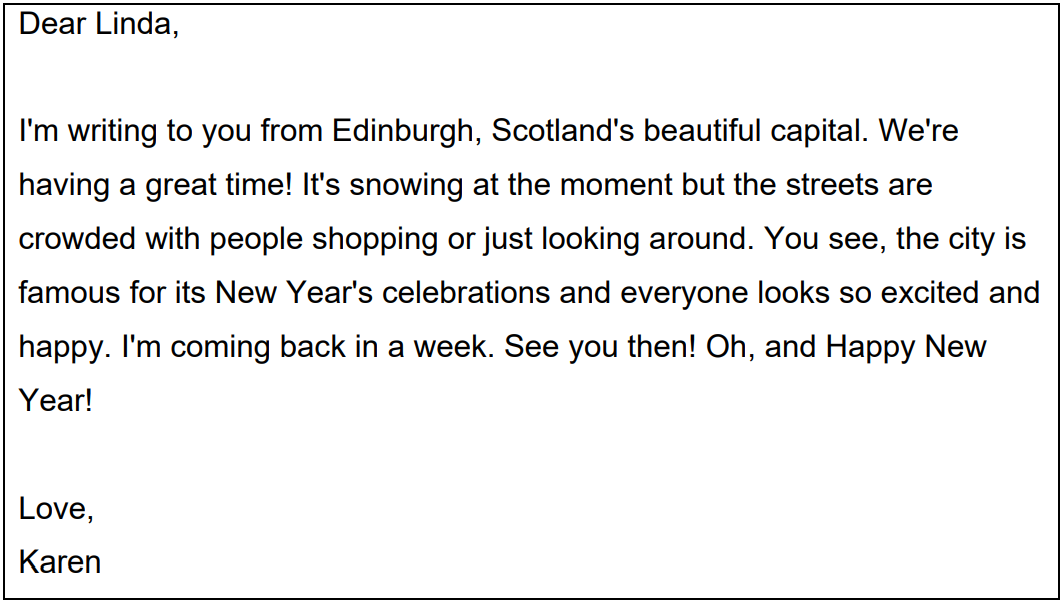 Dear Linda,
I'm writing to you from Edinburgh, Scotland's beautiful capital. We're
having a great time! It's snowing at the moment but the streets are
crowded with people shopping or just looking around. You see, the city is
famous for its New Year's celebrations and everyone looks so excited and
happy. I'm coming back in a week. See you then! Oh, and Happy New
Year!
Love,
Karen